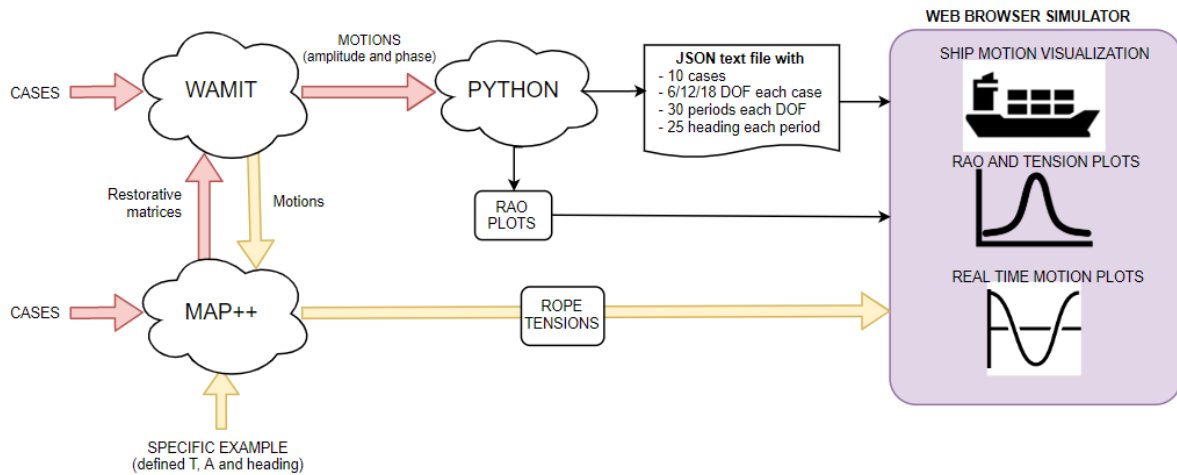 WEB BROWSER SIMULATOR
MOTIONS
(amplitude and phase)
JSON text file with
- 10 cases
- 6/12/18 DOF each case
- 30 periods each DOF
- 25 heading each period
SHIP MOTION VISUALIZATION
CASES
WAMIT
PYTHON
Restorative
matrices
Motions
RAO
PLOTS
RAO AND TENSION PLOTS
REAL TIME MOTION PLOTS
CASES
MAP++
ROPE
TENSIONS
SPECIFIC EXAMPLE
(defined T, A and heading)